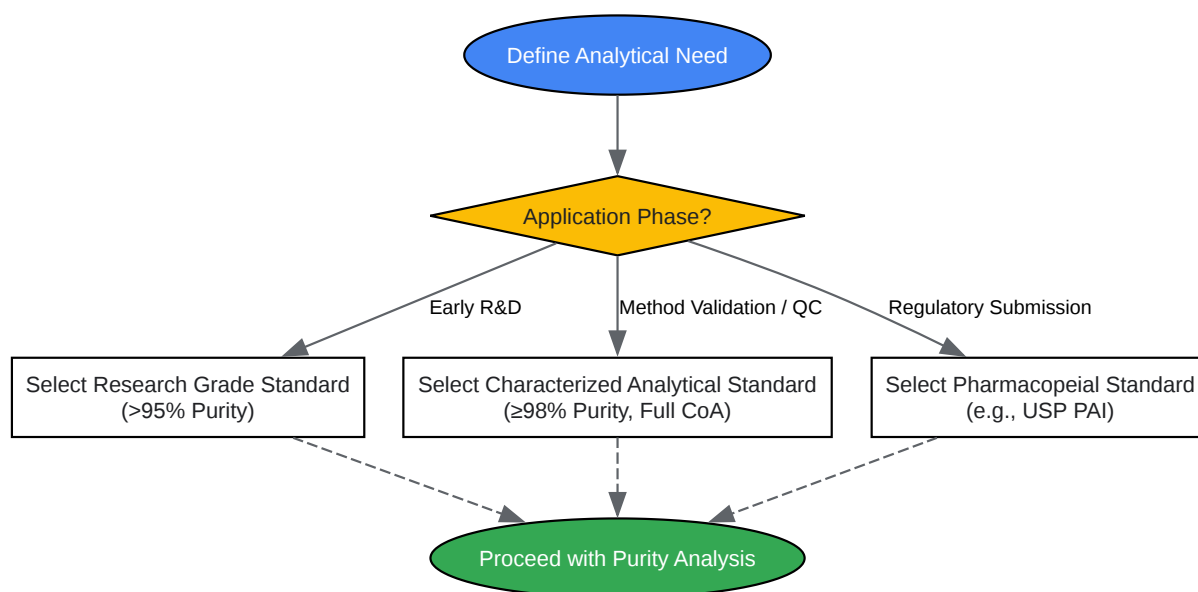 Define Analytical Need
Application Phase?
Early R&D
Method Validation / QC
Regulatory Submission
Select Research Grade Standard
(>95% Purity)
Select Characterized Analytical Standard
(≥98% Purity, Full CoA)
Select Pharmacopeial Standard
(e.g., USP PAI)
Proceed with Purity Analysis